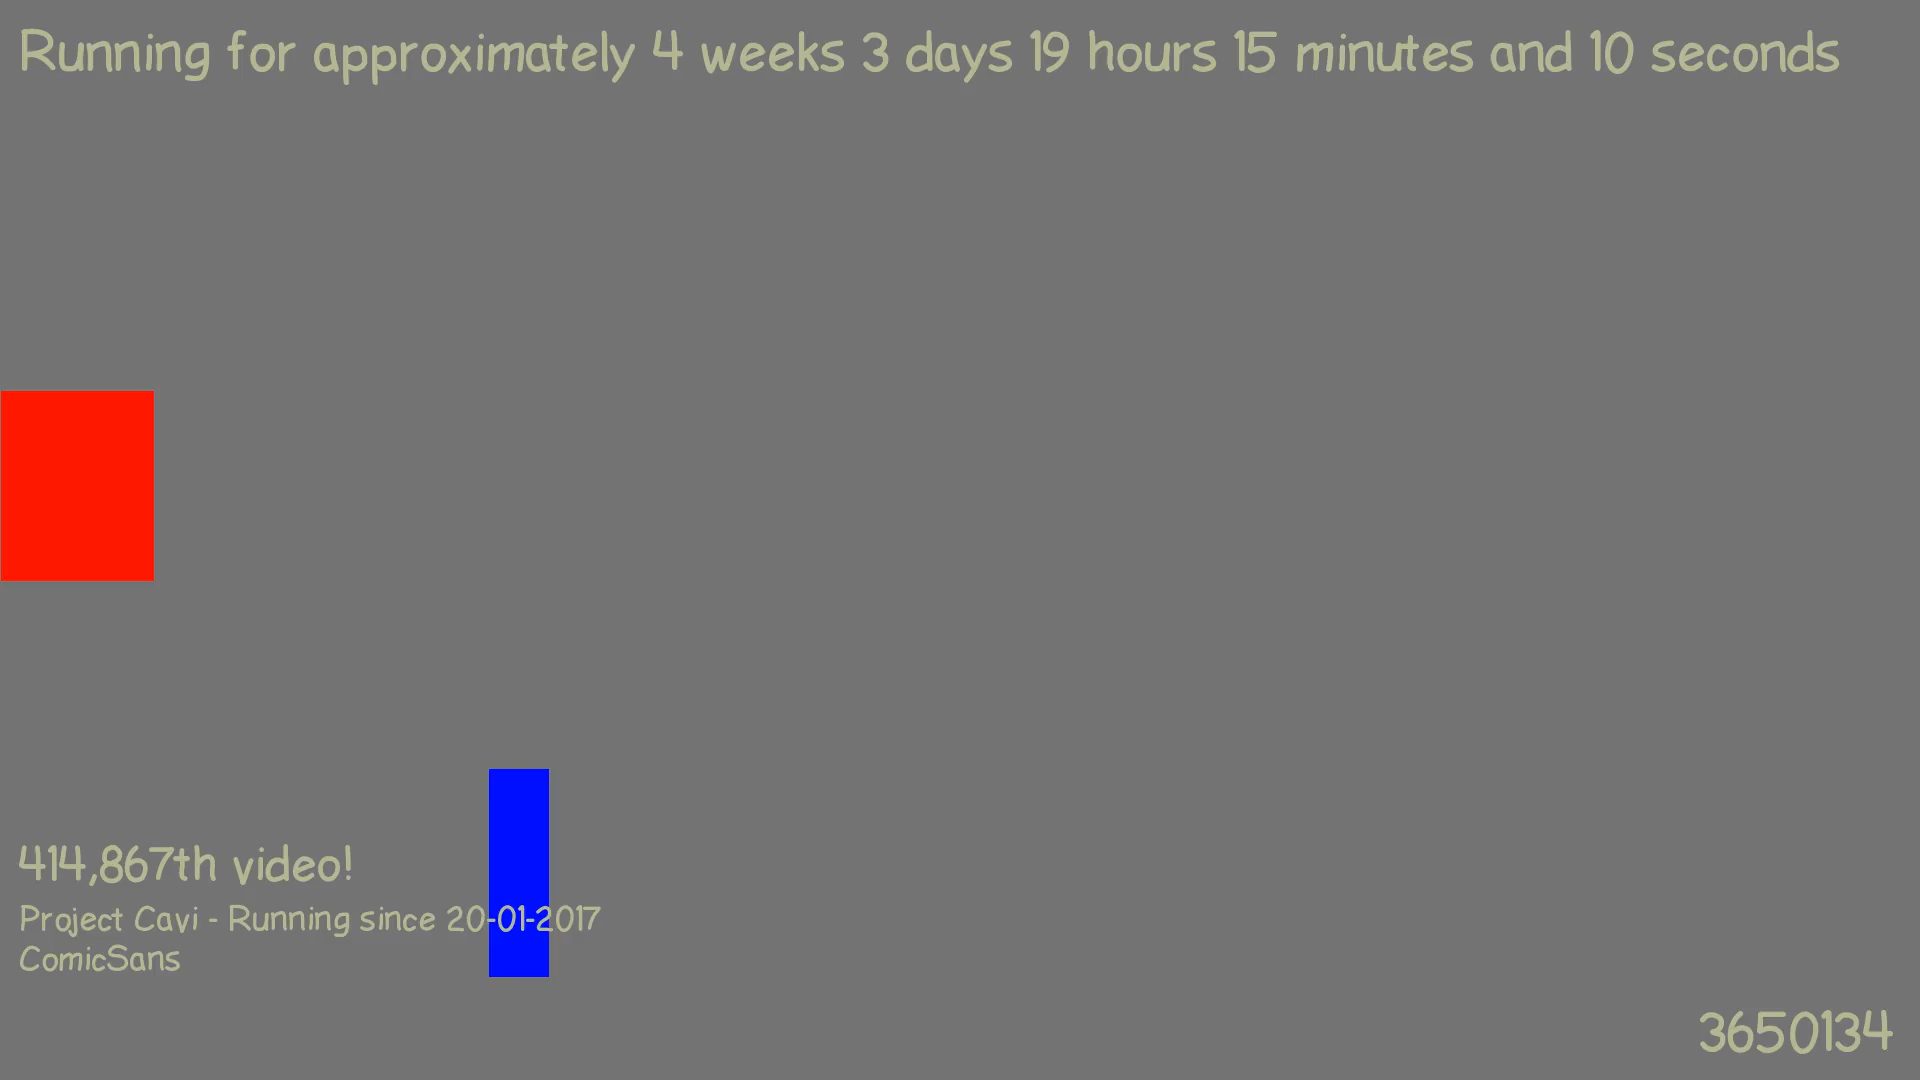 Running for approximately 4 weeks 3 days 19 hours 15 minutes and 10 seconds
414,867th video!
Project Cavi - Running since 20-01-2017
ComicSans
3650134